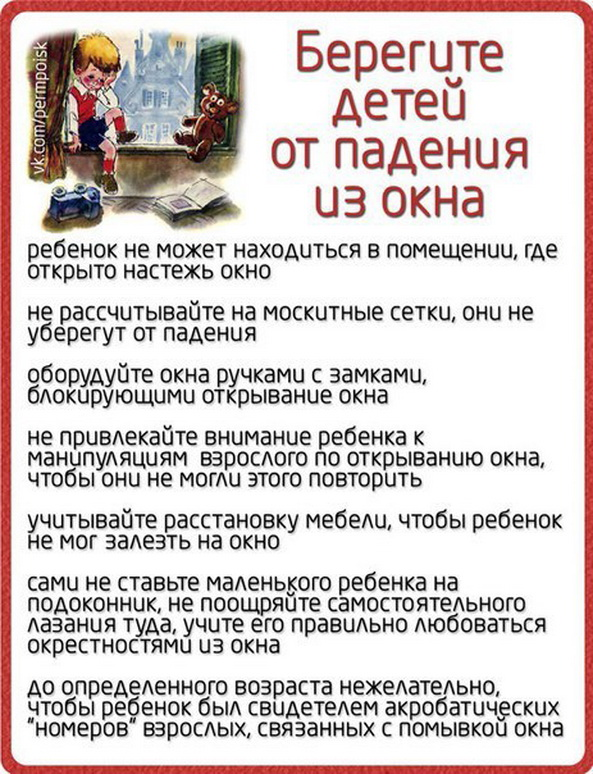 vk.com/permpoisk
Берегите
детей
от падения
из окна
ребенок не может находиться в помещении, где
открыто настежь окно
не рассчитывайте на москитные сетки, они не
уберегут от падения
оборудуйте окна ручками с замками,
блокирующими открывание окна
не привлекайте внимание ребенка к
манипуляциям взрослого по открыванию окна,
чтобы они не могли этого повторить
учитывайте расстановку мебели, чтобы ребенок
не мог залезть на окно
сами не ставьте маленького ребенка на
подоконник, не поощряйте самостоятельного
лазания туда, учите его правильно любоваться
окрестностями из окна
до определенного возраста нежелательно,
чтобы ребенок был свидетелем акробатических
"номеров" взрослых, связанных с помывкой окна